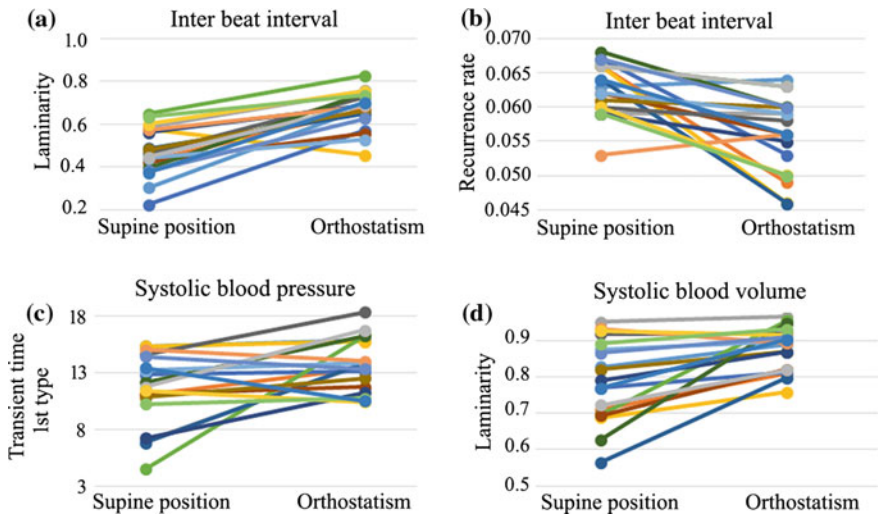 (a) Inter beat interval
Laminarity
1.0
0.8
0.6
0.4
0.2
Supine position Orthostatism
(b) Inter beat interval
Recurrence rate
0.070
0.065
0.060
0.055
0.050
0.045
Supine position Orthostatism
(c) Systolic blood pressure
Transient time
1st type
18
13
8
3
Supine position Orthostatism
(d) Systolic blood volume
Laminarity
0.9
0.8
0.7
0.6
0.5
Supine position Orthostatism